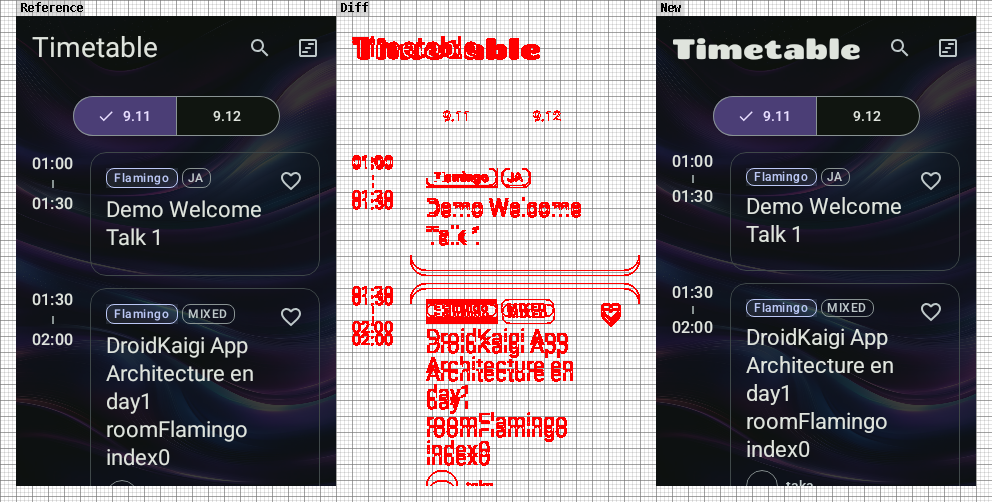 Reference
Timetable
9.11
9.12
01:00
01:30
Flamingo
JA
Demo Welcome
Talk 1
01:30
02:00
Flamingo
MIXED
DroidKaigi App
Architecture en
day1
roomFlamingo
index0
Diff
Timetable
9.11
9.12
01:00
01:30
Flamingo
JA
Demo Welcome
01:30
02:00
02:00
MIXED
DroidKaigi App
Architecture en
day1
roomFlamingo
index0
New
Timetable
9.11
9.12
01:00
01:30
Flamingo
JA
Demo Welcome
Talk 1
01:30
02:00
Flamingo
MIXED
DroidKaigi App
Architecture en
day1
roomFlamingo
index0
taka